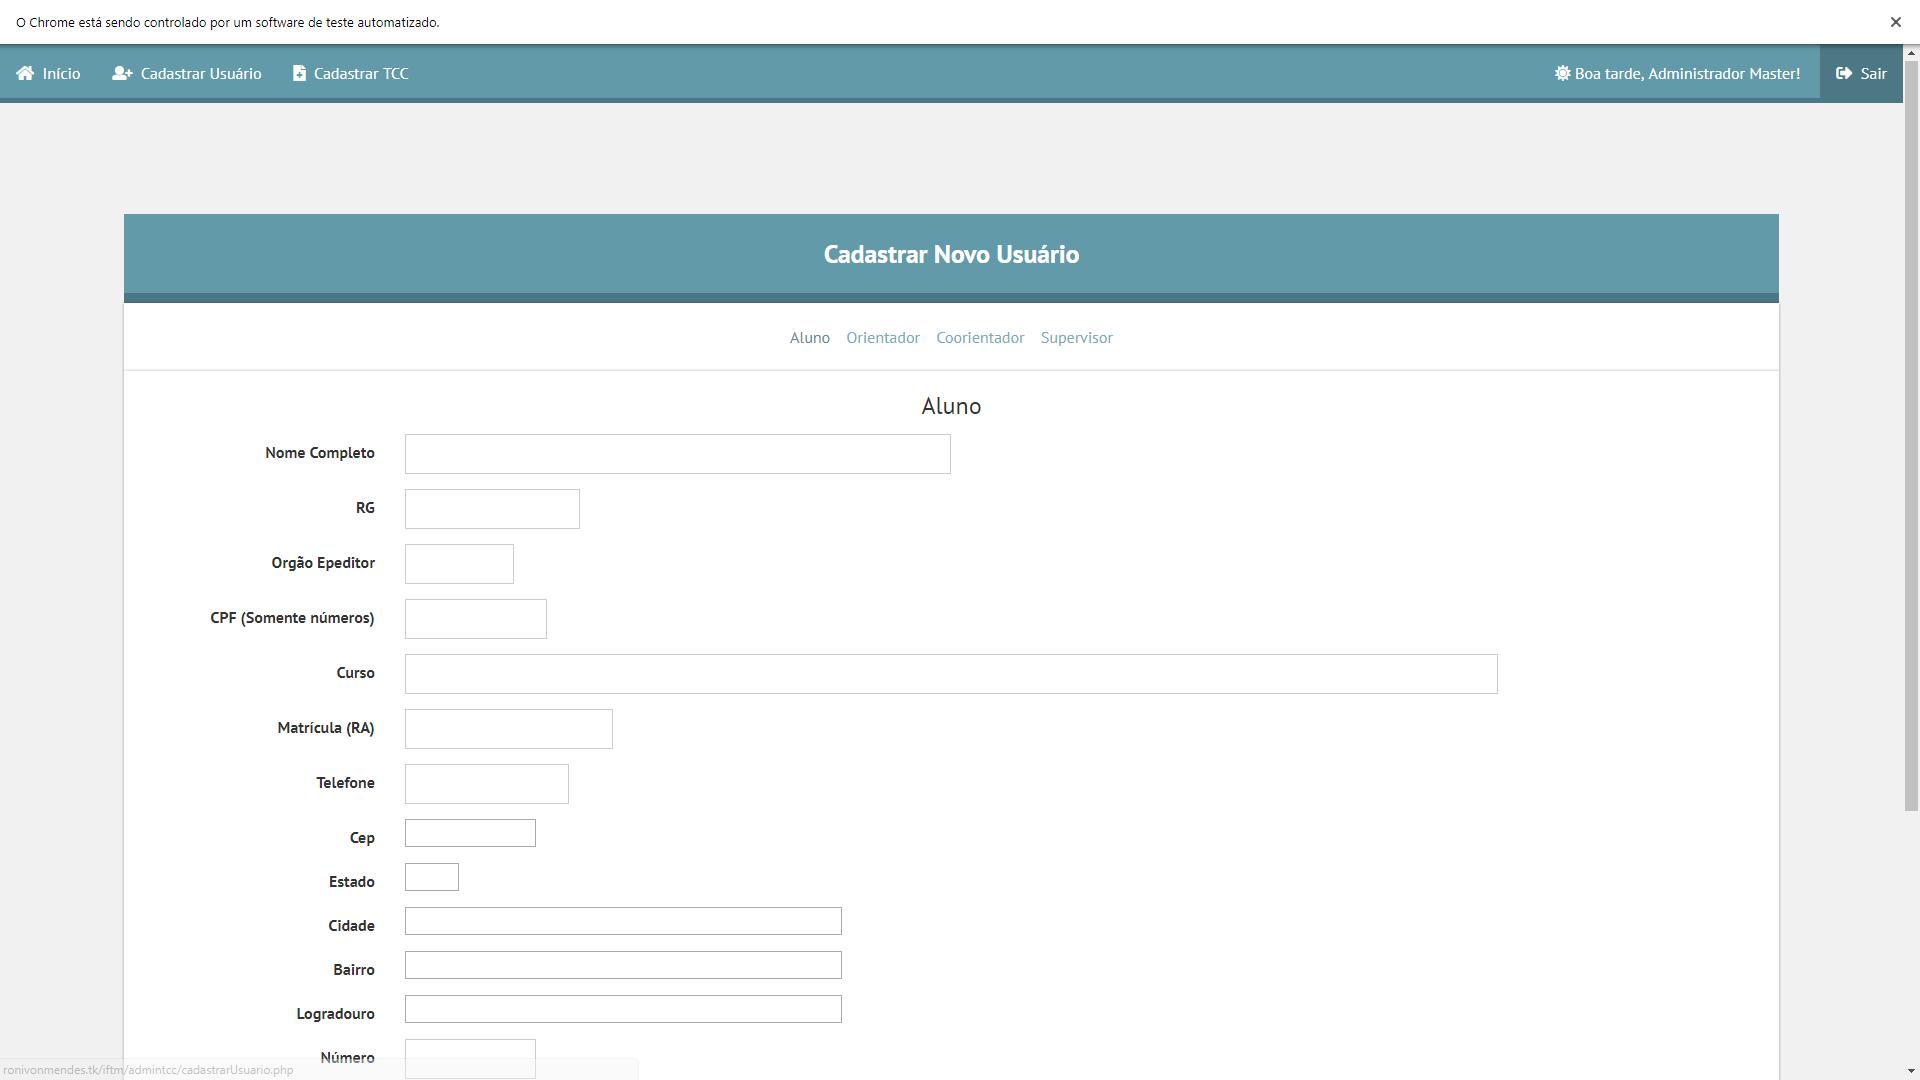 O Chrome está sendo controlado por um software de teste automatizado.
Início Cadastrar Usuário Cadastrar TCC Boa tarde, Administrador Master! Sair
Cadastrar Novo Usuário
Aluno Orientador Coorientador Supervisor
Aluno
Nome Completo
RG
Orgão Epeditor
CPF (Somente números)
Curso
Matrícula (RA)
Telefone
Cep
Estado
Cidade
Bairro
Logradouro
Número
ronivonmendes.tk/iftm/admintcc/cadastrarUsuario.php